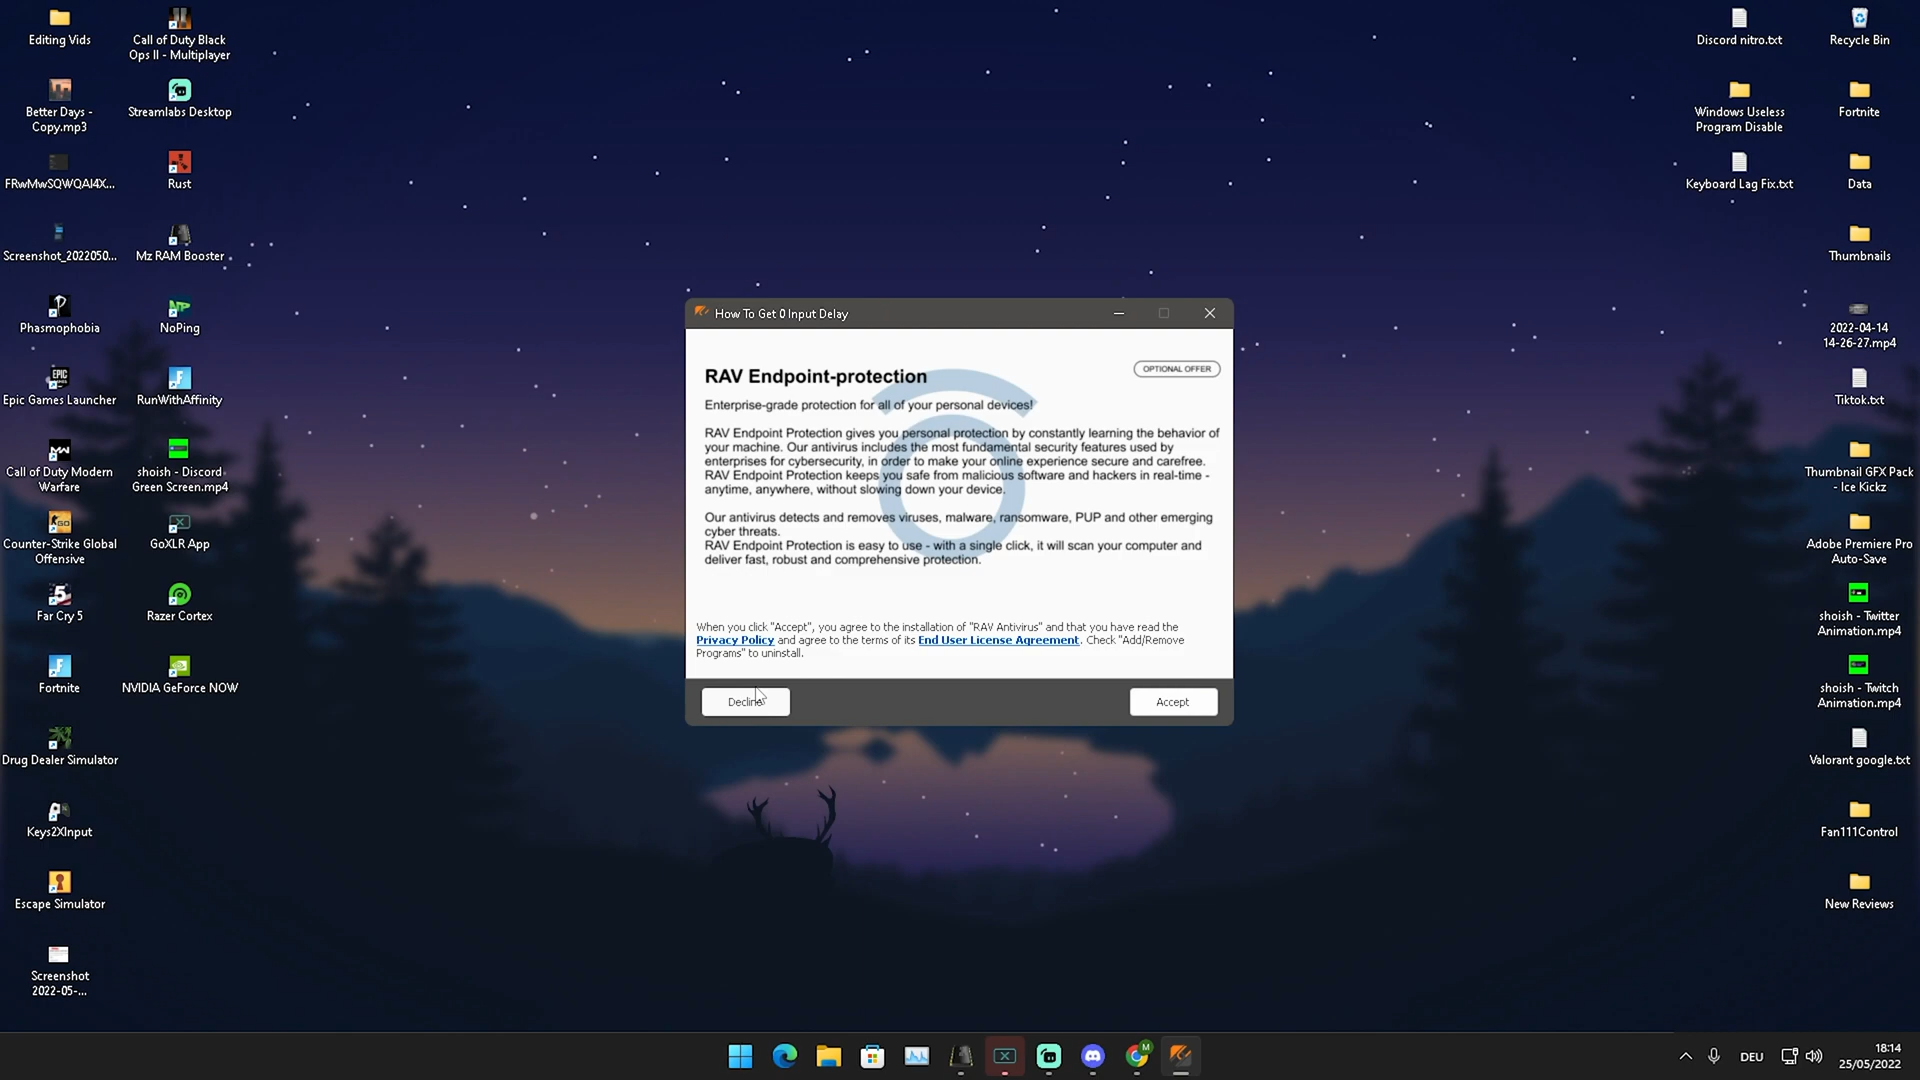 Editing Vids
Call of Duty Black
Ops II - Multiplayer
Better Days -
Copy.mp3
Streamlabs Desktop
FRwMwSQWQAI4X...
Rust
Screenshot_2022050...
Mz RAM Booster
Phasmophobia
NoPing
Epic Games Launcher
RunWithAffinity
Call of Duty Modern
Warfare
shoish - Discord
Green Screen.mp4
Counter-Strike Global
Offensive
GoXLR App
Far Cry 5
Razer Cortex
Fortnite
NVIDIA GeForce NOW
Drug Dealer Simulator
Keys2XInput
Escape Simulator
Screenshot
2022-05-...
How To Get 0 Input Delay
RAV Endpoint-protection
OPTIONAL OFFER
Enterprise-grade protection for all of your personal devices!
RAV Endpoint Protection gives you personal protection by constantly learning the behavior of
your machine. Our antivirus includes the most fundamental security features used by
enterprises for cybersecurity, in order to make your online experience secure and carefree.
RAV Endpoint Protection keeps you safe from malicious software and hackers in real-time -
anytime, anywhere, without slowing down your device.
Our antivirus detects and removes viruses, malware, ransomware, PUP and other emerging
cyber threats.
RAV Endpoint Protection is easy to use - with a single click, it will scan your computer and
deliver fast, robust and comprehensive protection.
When you click "Accept", you agree to the installation of "RAV Antivirus" and that you have read the
Privacy Policy and agree to the terms of its End User License Agreement. Check "Add/Remove
Programs" to uninstall.
Decline
Accept
Discord nitro.txt
Recycle Bin
Windows Useless
Program Disable
Fortnite
Keyboard Lag Fix.txt
Data
Thumbnails
2022-04-14
14-26-27.mp4
Tiktok.txt
Thumbnail GFX Pack
- Ice Kickz
Adobe Premiere Pro
Auto-Save
shoish - Twitter
Animation.mp4
shoish - Twitch
Animation.mp4
Valorant google.txt
Fan111Control
New Reviews
DEU
18:14
25/05/2022